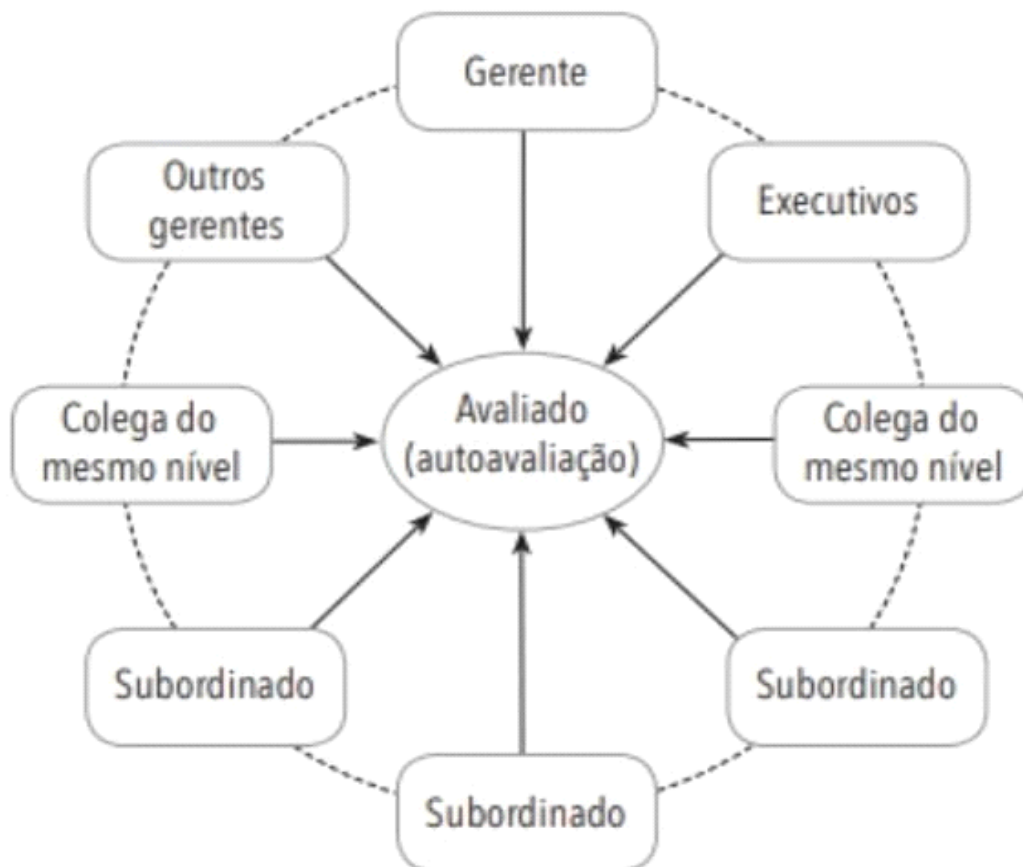 Gerente
Outros
gerentes
Executivos
Colega do
mesmo nível
Avaliado
(autoavaliação)
Colega do
mesmo nível
Subordinado
Subordinado
Subordinado